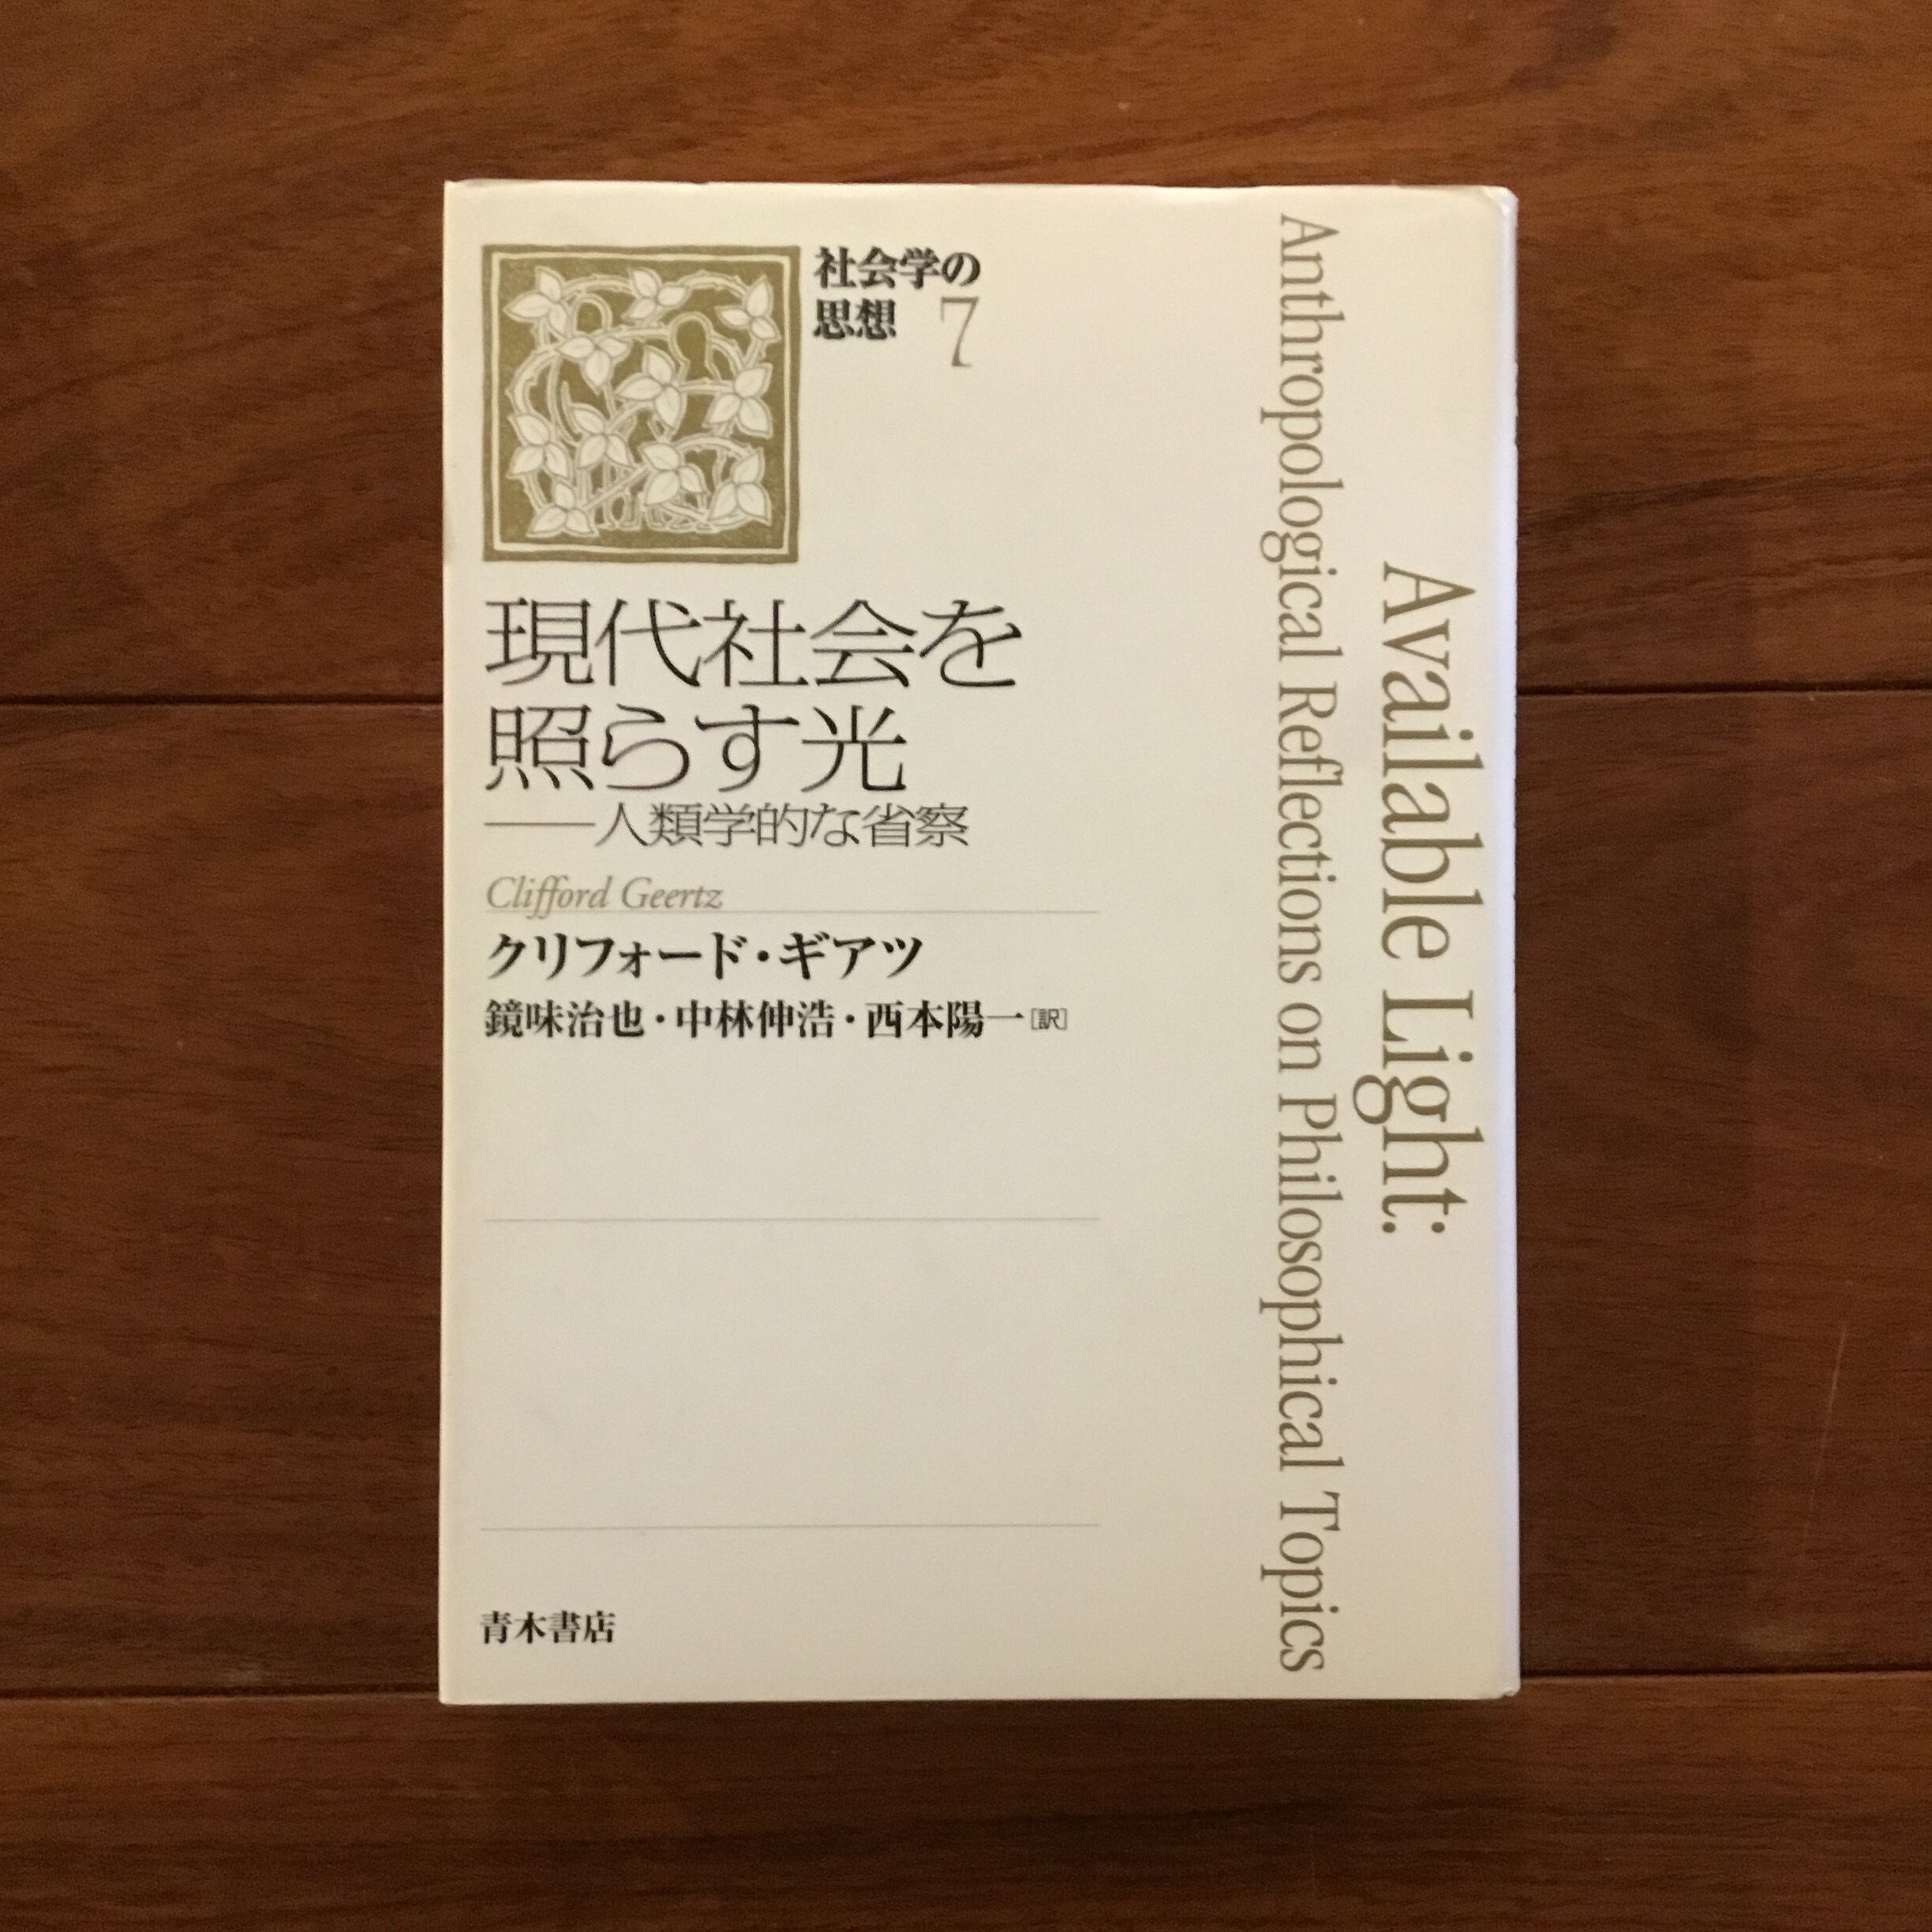 社会学の
思想 7
現代社会を
照らす光
——人類学的な省察
Clifford Geertz
クリフォード・ギアツ
鏡味治也・中林伸浩・西本陽一[訳]
青木書店
Available Light:
Anthropological Reflections on Philosophical Topics